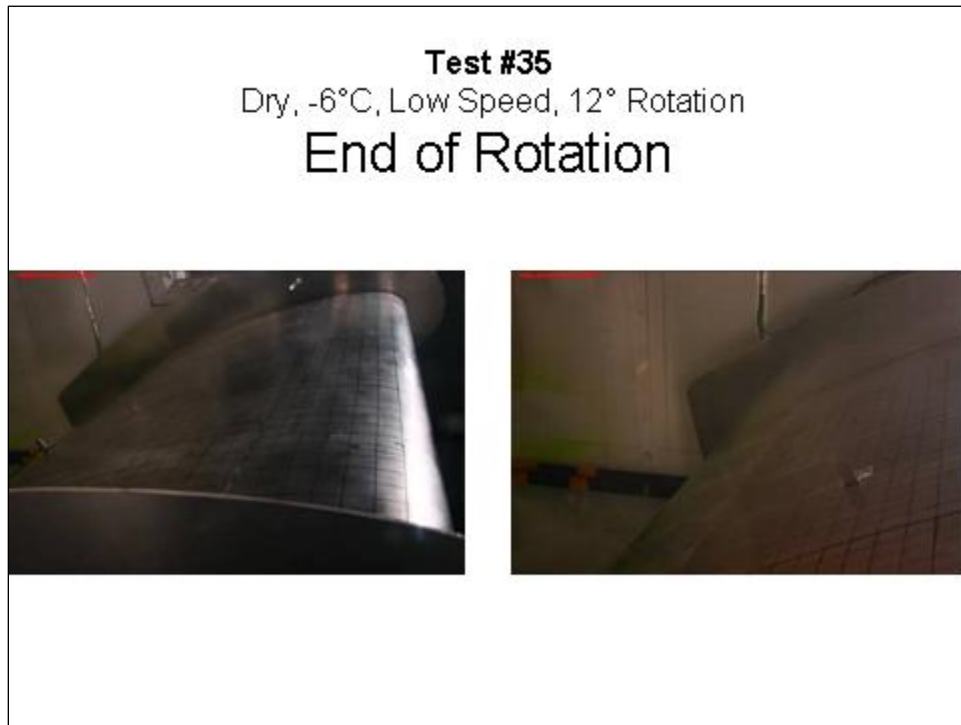 Test #35
Dry, -6°C, Low Speed, 12° Rotation
End of Rotation